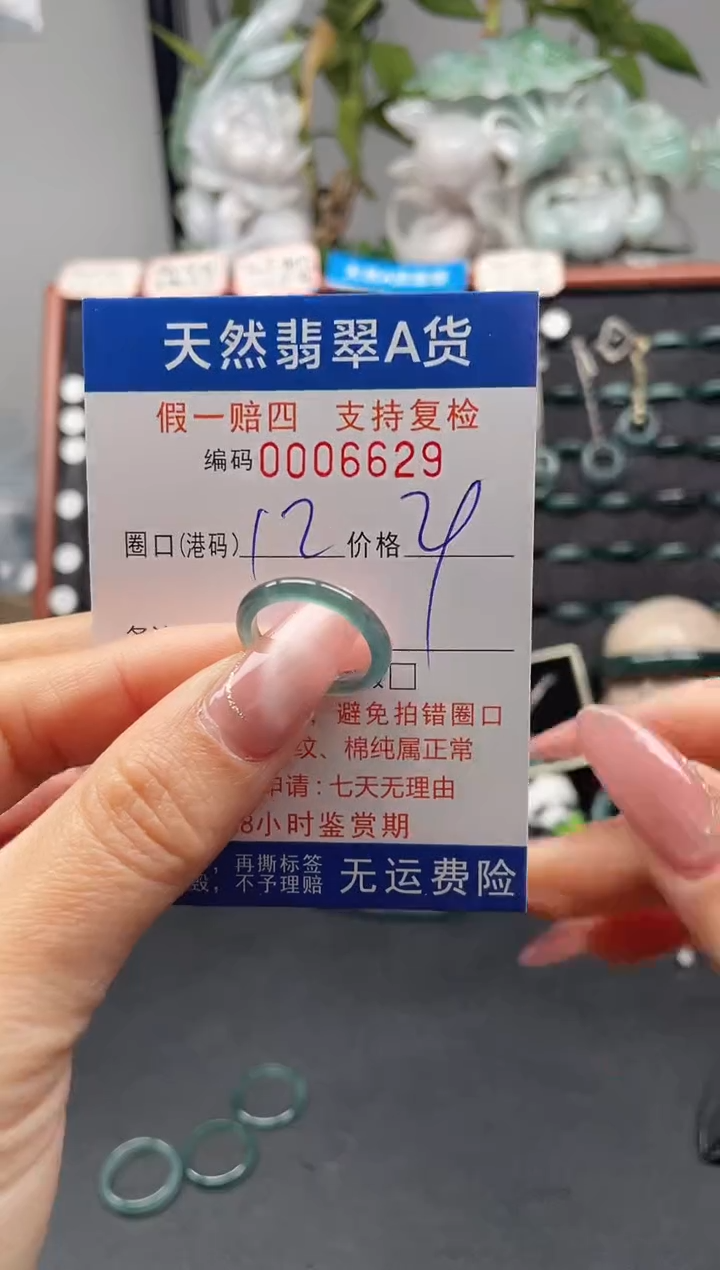 天然翡翠A货
假一赔四 支持复检
编码0006629
圈口(港码) 12 价格 4
，避免拍错圈口
纹、棉纯属正常
申请：七天无理由
8小时鉴赏期
，再撕标签
毁，不予理赔 无运费险